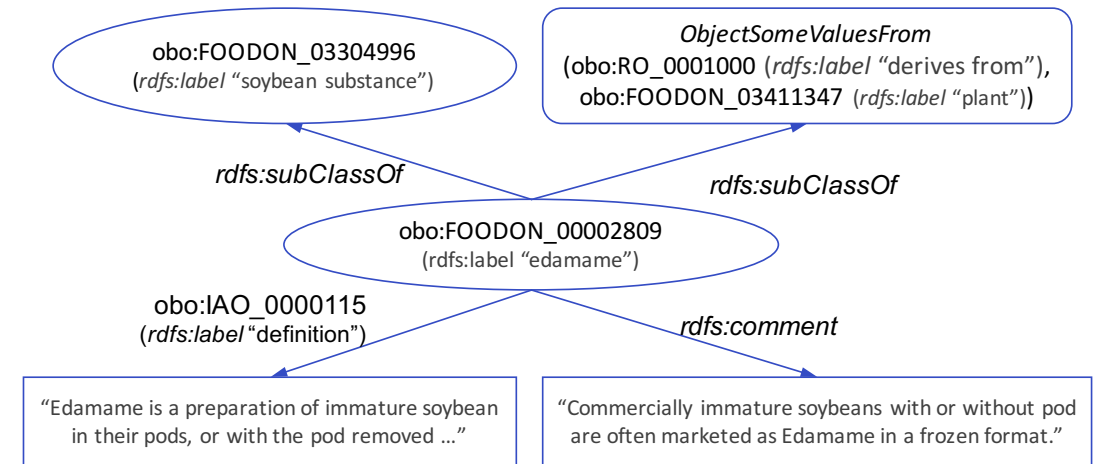 obo:FOODON_03304996
(rdfs:label “soybean substance”)
ObjectSomeValuesFrom
(obo:RO_0001000 (rdfs:label “derives from”),
obo:FOODON_03411347 (rdfs:label “plant”))
rdfs:subClassOf
rdfs:subClassOf
obo:FOODON_00002809
(rdfs:label “edamame”)
obo:IAO_0000115
(rdfs:label “definition”)
rdfs:comment
“Edamame is a preparation of immature soybean
in their pods, or with the pod removed …”
“Commercially immature soybeans with or without pod
are often marketed as Edamame in a frozen format.”